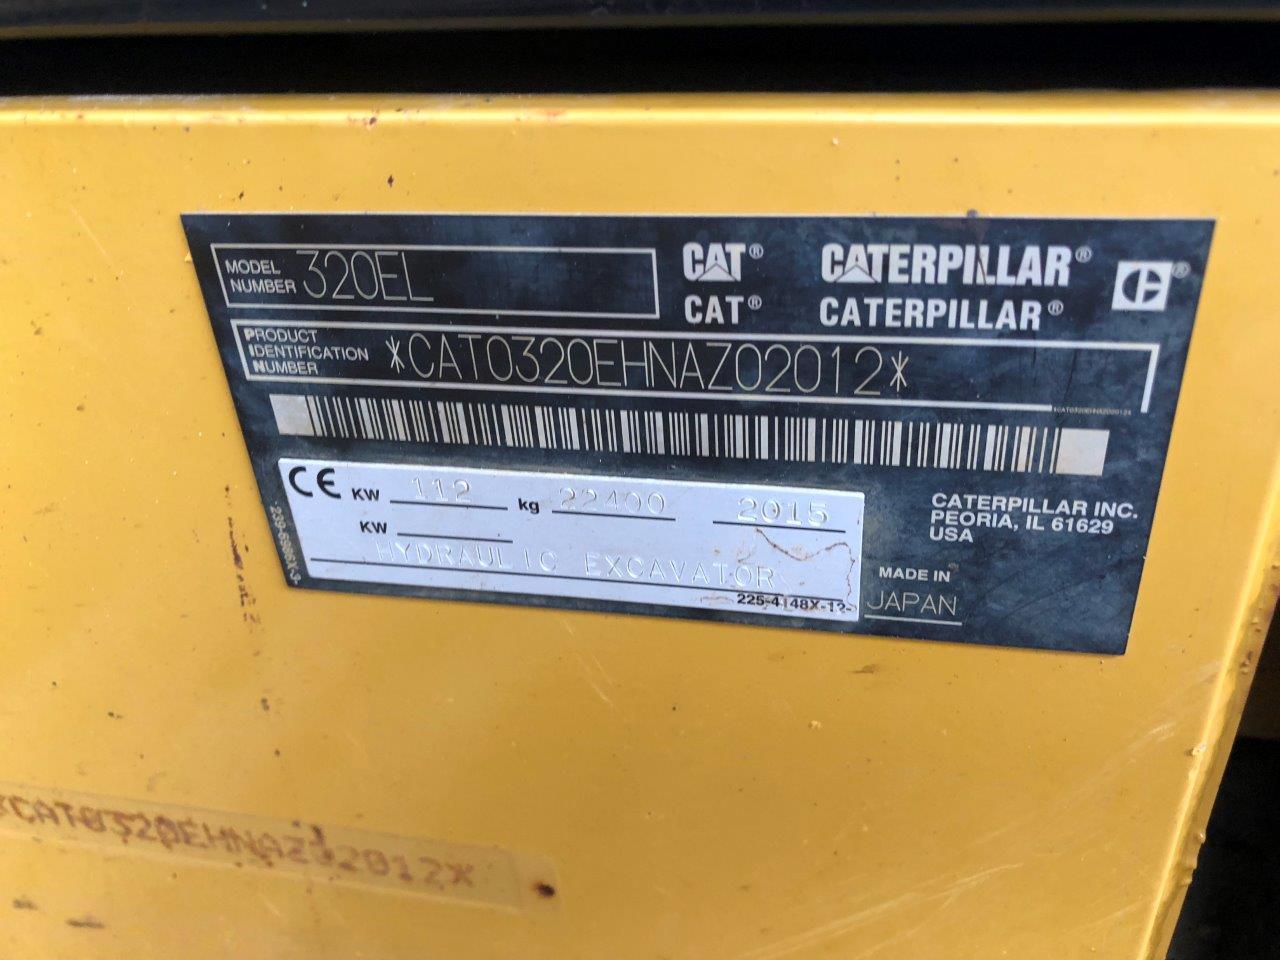 MODEL NUMBER 320EL
CAT® CATERPILLAR®
CAT® CATERPILLAR®
PRODUCT IDENTIFICATION NUMBER *CAT0320EHNAZ02012*
CE KW 112 kg 22400 2015
KW
HYDRAULIC EXCAVATOR
225-4148X-12-
CATERPILLAR INC.
PEORIA, IL 61629
USA
MADE IN
JAPAN
*CAT0320EHNAZ02012*